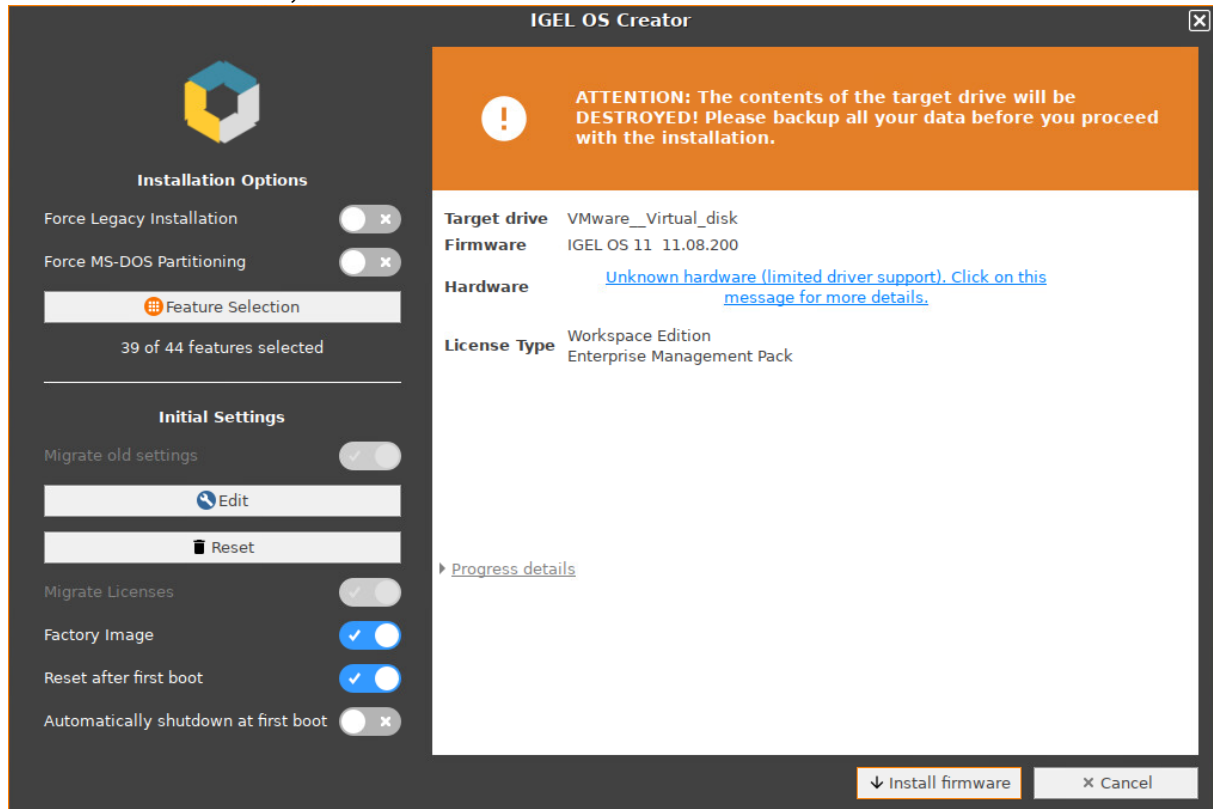 IGEL OS Creator
Installation Options
Force Legacy Installation
Force MS-DOS Partitioning
Feature Selection
39 of 44 features selected
Initial Settings
Migrate old settings
Edit
Reset
Migrate Licenses
Factory Image
Reset after first boot
Automatically shutdown at first boot
ATTENTION: The contents of the target drive will be
DESTROYED! Please backup all your data before you proceed
with the installation.
Target drive VMware__Virtual_disk
Firmware IGEL OS 11 11.08.200
Hardware Unknown hardware (limited driver support). Click on this
message for more details.
License Type Workspace Edition
Enterprise Management Pack
Progress details
Install firmware
Cancel